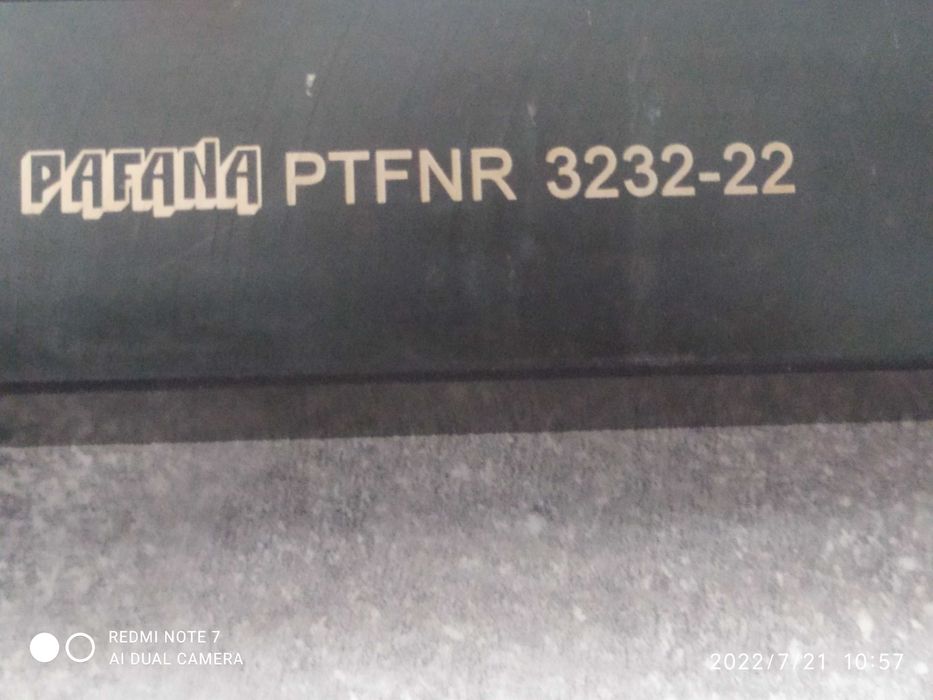 PAFANA PTFNR 3232-22
REDMI NOTE 7
AI DUAL CAMERA
2022/7/21 10:57